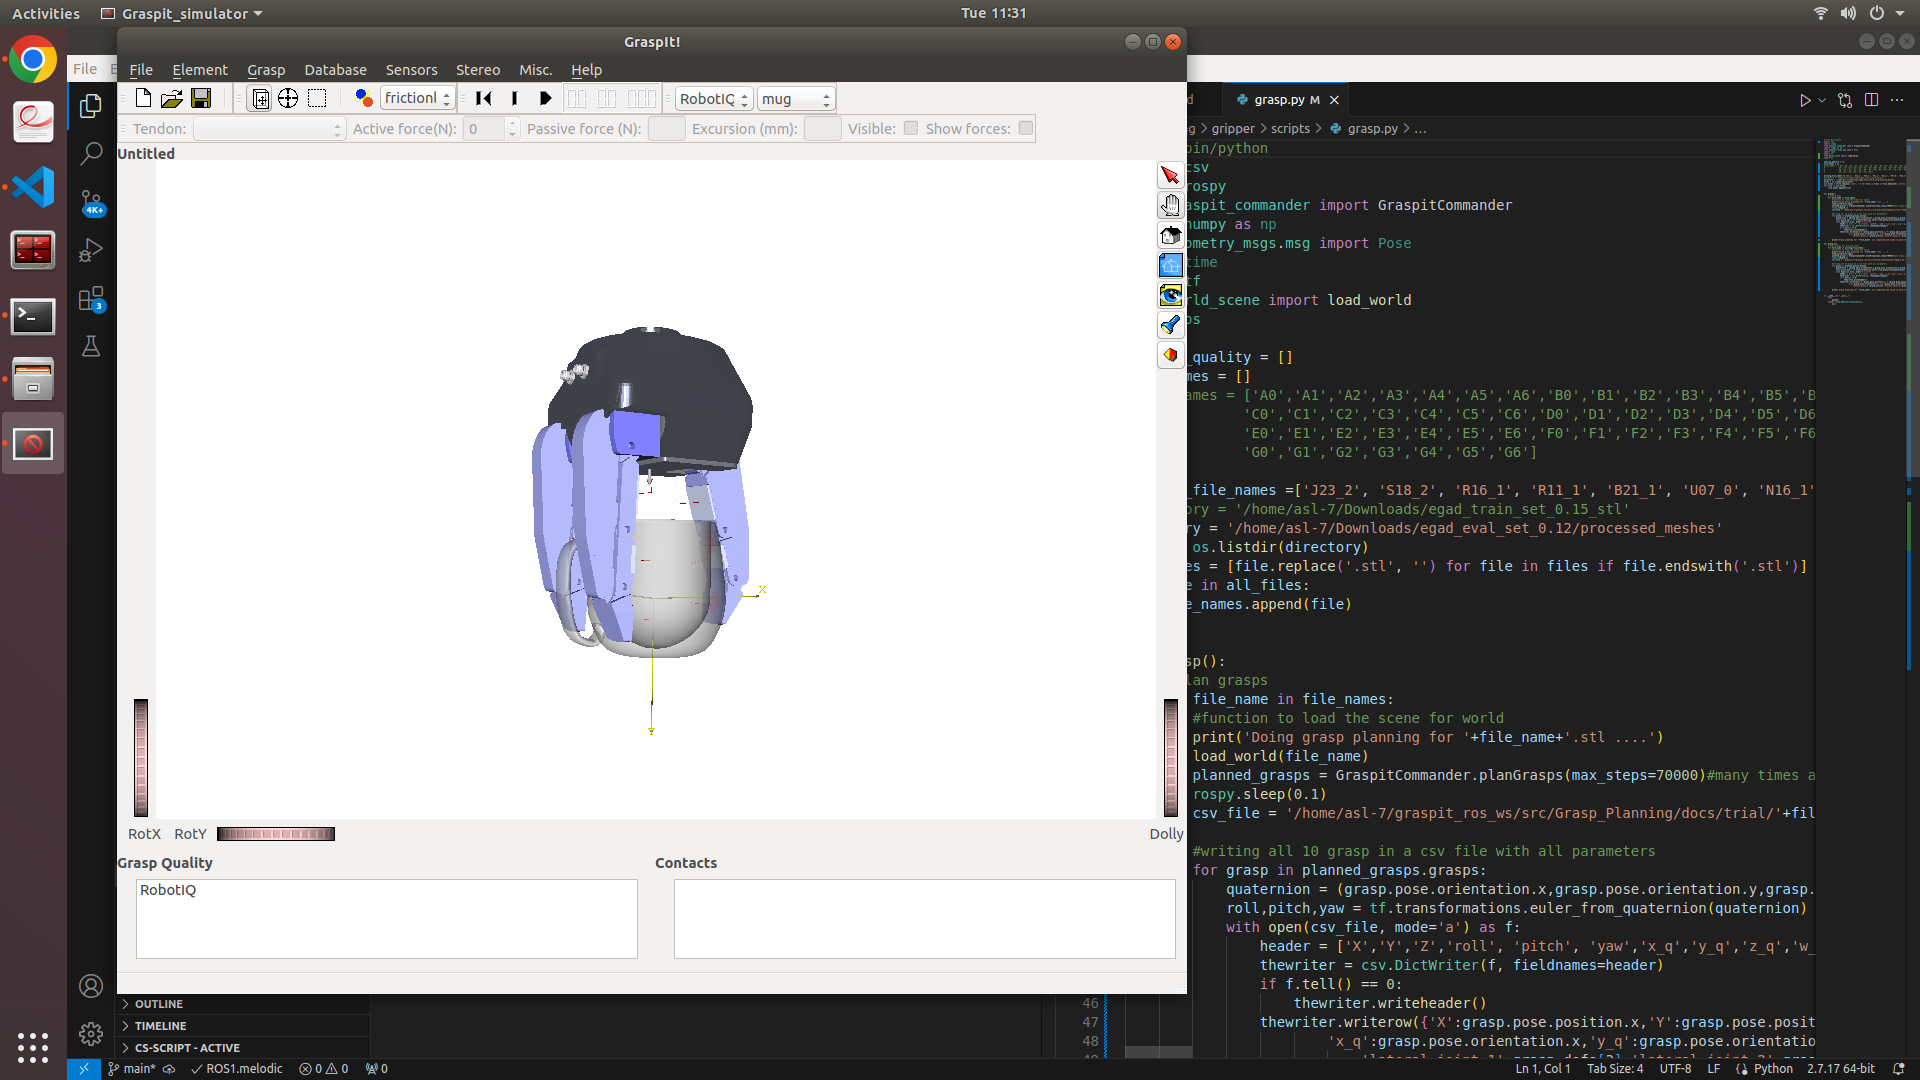 Activities
Graspit_simulator
Tue 11:31
GraspIt!
File
File Element Grasp Database Sensors Stereo Misc. Help
frictionl
RobotIQ
mug
Tendon:
Active force(N):
0
Passive force (N):
Excursion (mm):
Visible:
Show forces:
Untitled
X
RotX
RotY
Dolly
Grasp Quality
Contacts
RobotIQ
4K+
3
OUTLINE
TIMELINE
CS-SCRIPT - ACTIVE
d
grasp.py M
g > gripper > scripts > grasp.py > ...
bin/python
csv
rospy
aspit_commander import GraspitCommander
numpy as np
ometry_msgs.msg import Pose
time
tf
rld_scene import load_world
os
_quality = []
mes = []
ames = ['A0','A1','A2','A3','A4','A5','A6','B0','B1','B2','B3','B4','B5','B
'C0','C1','C2','C3','C4','C5','C6','D0','D1','D2','D3','D4','D5','D6
'E0','E1','E2','E3','E4','E5','E6','F0','F1','F2','F3','F4','F5','F6
'G0','G1','G2','G3','G4','G5','G6']
_file_names =['J23_2', 'S18_2', 'R16_1', 'R11_1', 'B21_1', 'U07_0', 'N16_1'
ory = '/home/asl-7/Downloads/egad_train_set_0.15_stl'
ry = '/home/asl-7/Downloads/egad_eval_set_0.12/processed_meshes'
os.listdir(directory)
es = [file.replace('.stl', '') for file in files if file.endswith('.stl')]
e in all_files:
e_names.append(file)
sp():
lan grasps
file_name in file_names:
#function to load the scene for world
print('Doing grasp planning for '+file_name+'.stl ....')
load_world(file_name)
planned_grasps = GraspitCommander.planGrasps(max_steps=70000)#many times a
rospy.sleep(0.1)
csv_file = '/home/asl-7/graspit_ros_ws/src/Grasp_Planning/docs/trial/'+fil
#writing all 10 grasp in a csv file with all parameters
for grasp in planned_grasps.grasps:
quaternion = (grasp.pose.orientation.x,grasp.pose.orientation.y,grasp.
roll,pitch,yaw = tf.transformations.euler_from_quaternion(quaternion)
with open(csv_file, mode='a') as f:
header = ['X','Y','Z','roll', 'pitch', 'yaw','x_q','y_q','z_q','w_
thewriter = csv.DictWriter(f, fieldnames=header)
if f.tell() == 0:
46
thewriter.writeheader()
47
thewriter.writerow({'X':grasp.pose.position.x,'Y':grasp.pose.posit
48
'x_q':grasp.pose.orientation.x,'y_q':grasp.pose.orientatio
main*
ROS1.melodic
0
0
0
Ln 1, Col 1
Tab Size: 4
UTF-8
LF
Python
2.7.17 64-bit